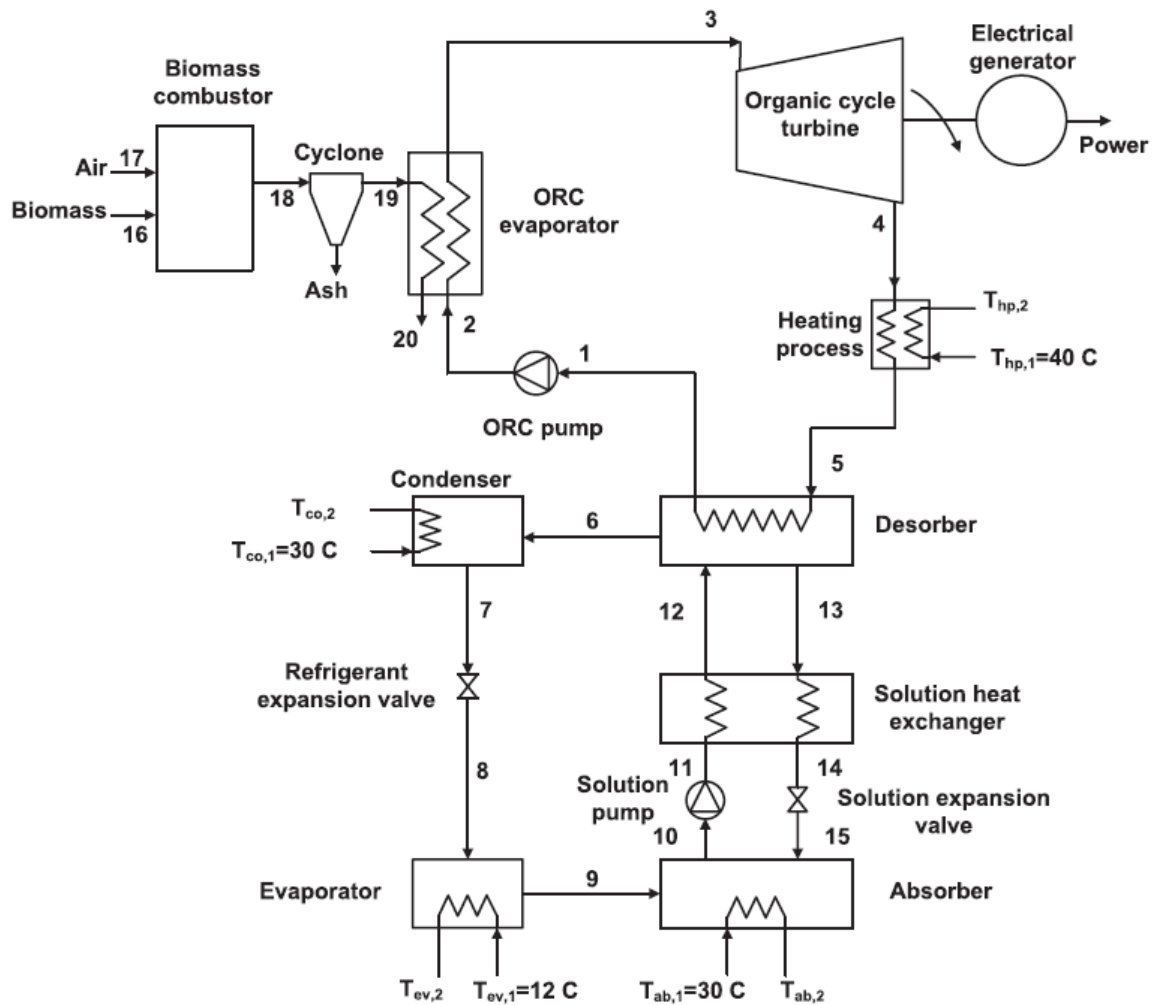 3
Electrical
generator
Biomass
combustor
Organic cycle
turbine
Air
17
Cyclone
Power
18
19
ORC
evaporator
Biomass
16
4
Ash
20
2
Heating
process
T_hp,2
T_hp,1=40 C
1
ORC pump
5
Condenser
T_co,2
6
Desorber
T_co,1=30 C
7
12
13
Refrigerant
expansion valve
Solution heat
exchanger
8
11
14
Solution
pump
Solution expansion
valve
10
15
Evaporator
9
Absorber
T_ev,2
T_ev,1=12 C
T_ab,1=30 C
T_ab,2